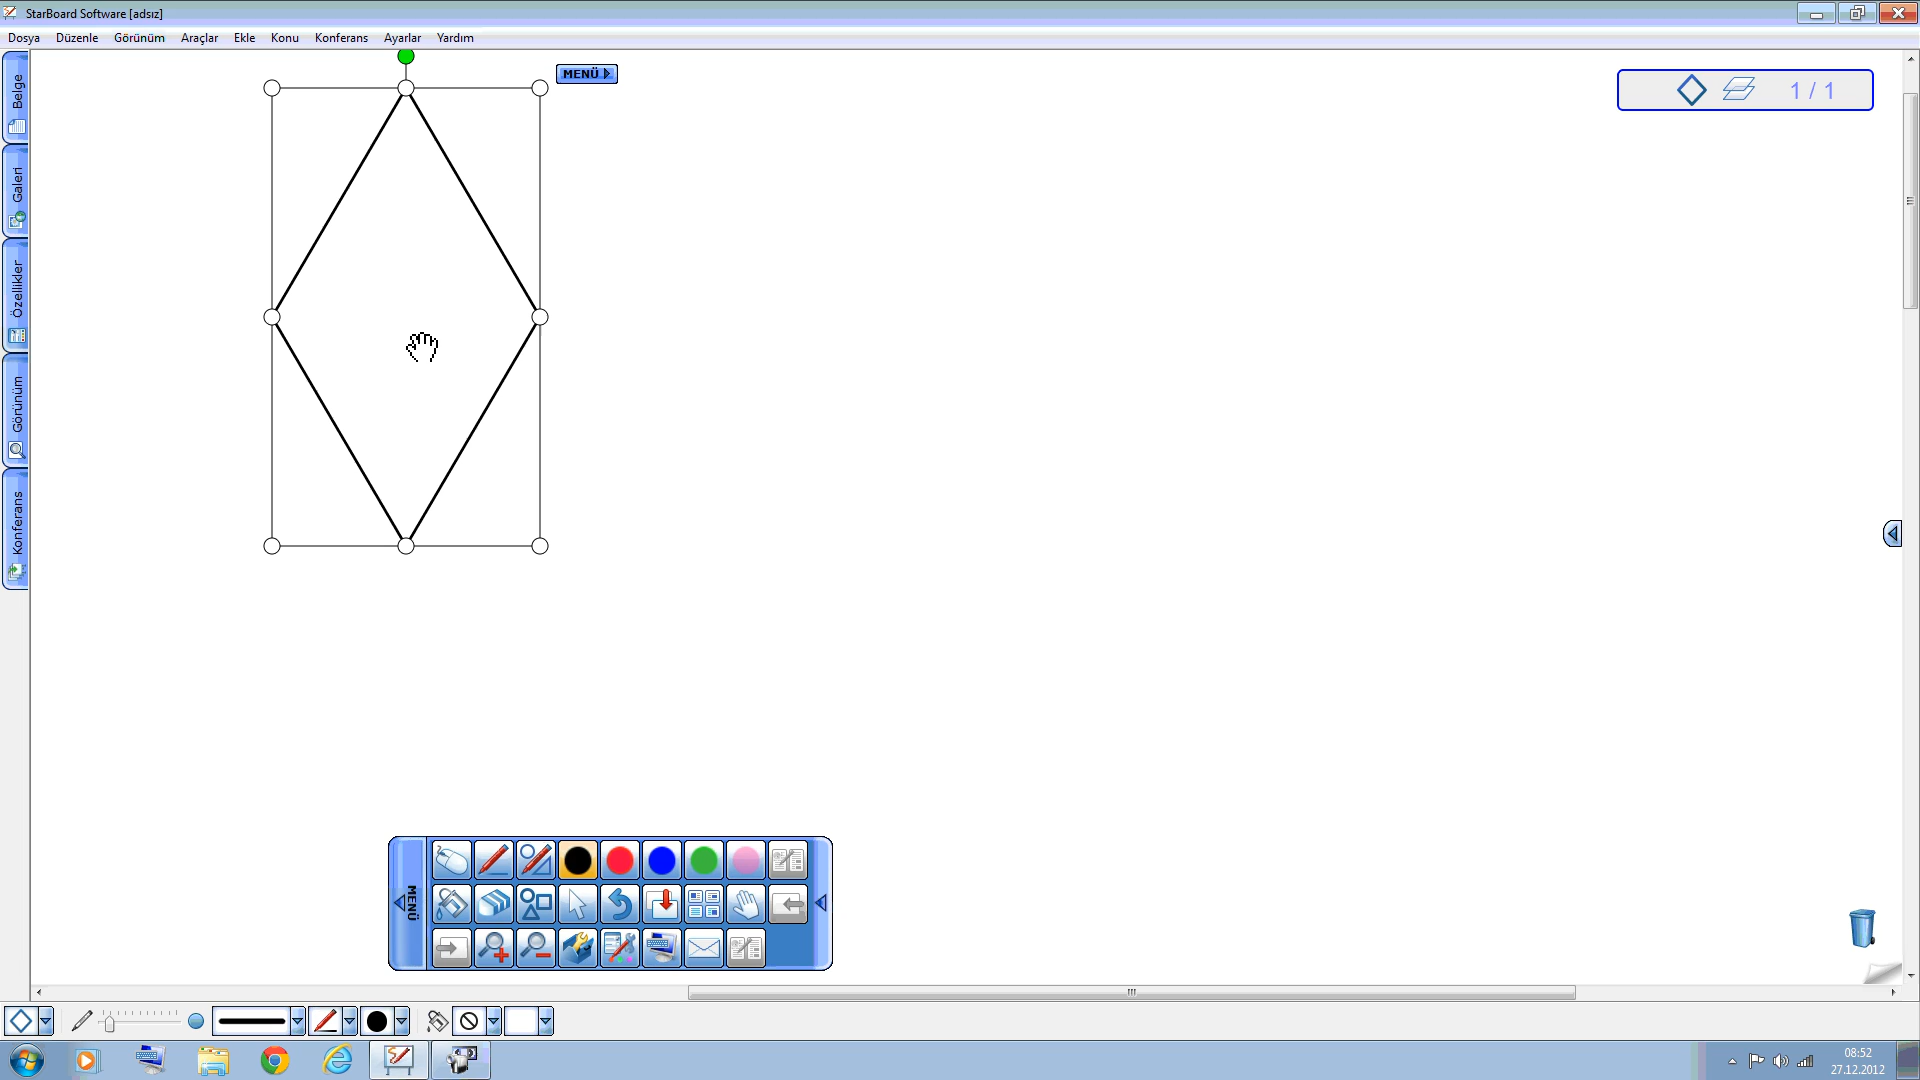 StarBoard Software [adsız]
Dosya Düzenle Görünüm Araçlar Ekle Konu Konferans Ayarlar Yardım
MENÜ
1 / 1
Belge
Galeri
Özellikler
Görünüm
Konferans
MENÜ
08:52
27.12.2012